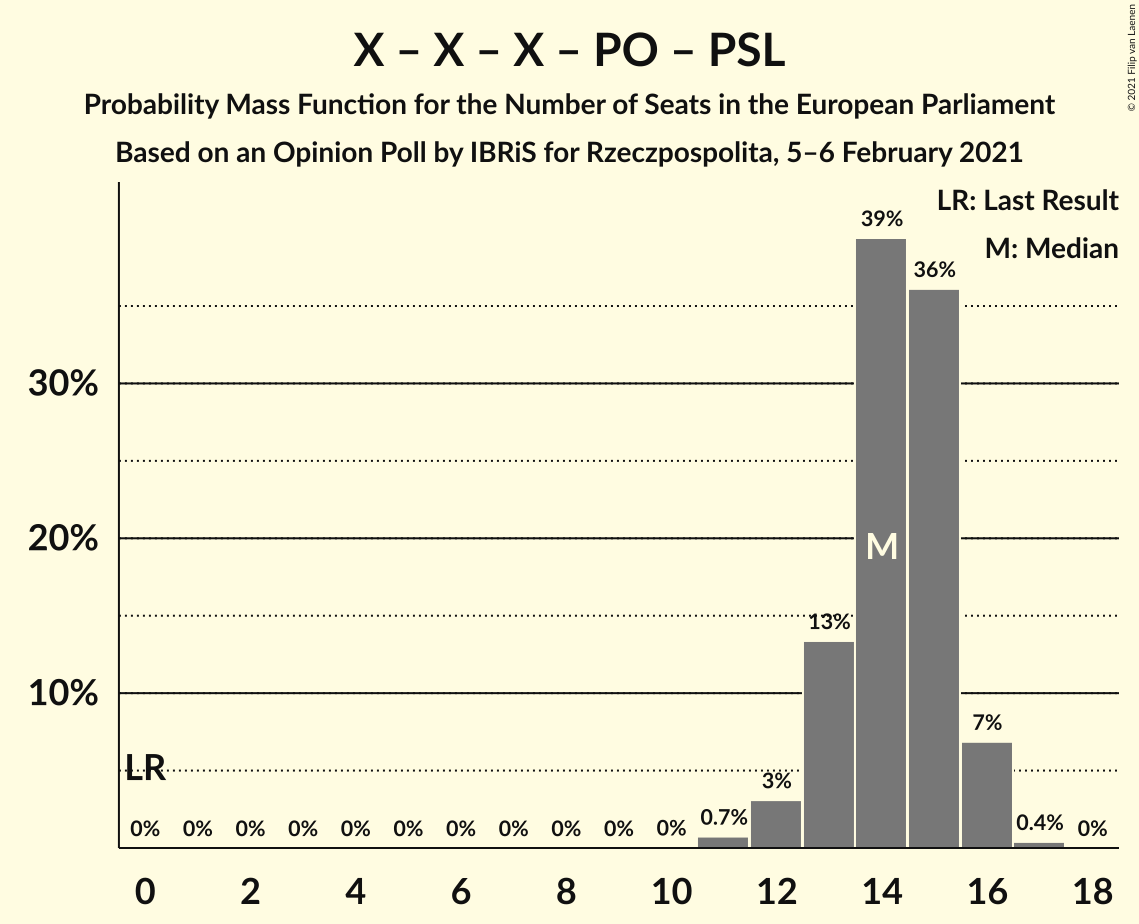 X – X – X – PO – PSL
Probability Mass Function for the Number of Seats in the European Parliament
Based on an Opinion Poll by IBRiS for Rzeczpospolita, 5–6 February 2021
© 2021 Filip van Laenen
LR: Last Result
M: Median
39%
36%
30%
20%
M
13%
10%
7%
LR
3%
0% 0% 0% 0% 0% 0% 0% 0% 0% 0% 0% 0.7% 0.4% 0%
0 2 4 6 8 10 12 14 16 18